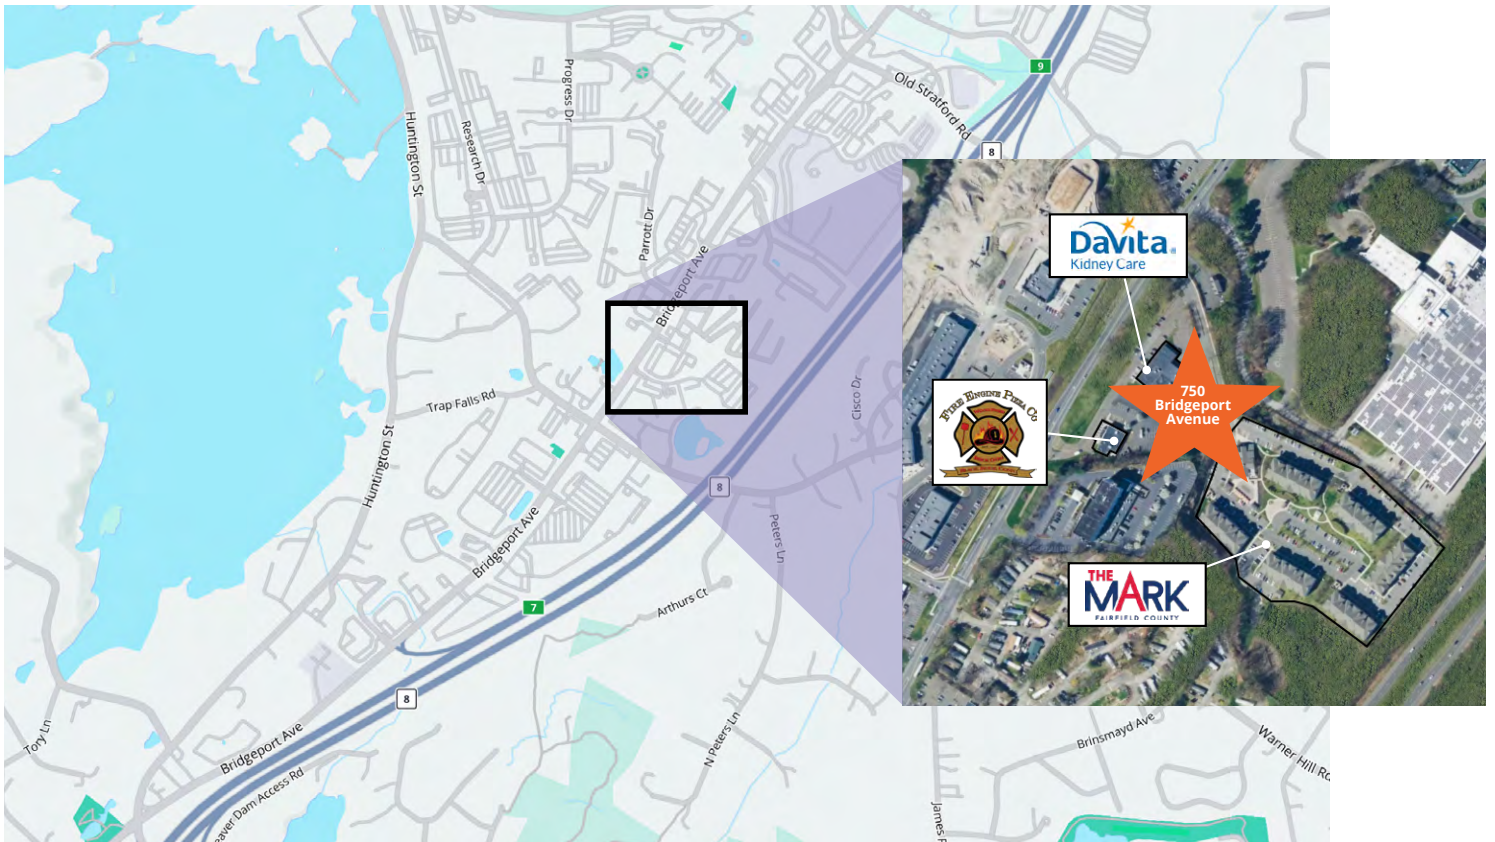 9
Old Stratford Rd
8
Progress Dr
Huntington St
Research Dr
Parrott Dr
Bridgeport Ave
DaVita
Kidney Care
750
Bridgeport
Avenue
FIRE ENGINE PIZZA CO
Trap Falls Rd
Cisco Dr
Huntington St
8
Bridgeport Ave
Peters Ln
THE
MARK
FAIRFIELD COUNTY
Arthurs Ct
7
8
Tory Ln
Bridgeport Ave
N Peters Ln
Brinsmayd Ave
Warner Hill Rd
eaver Dam Access Rd
James